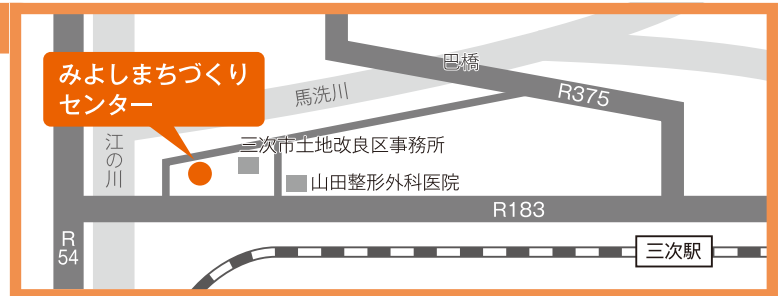 みよしまちづくり
センター
巴橋
馬洗川
R375
江の川
三次市土地改良区事務所
山田整形外科医院
R183
R
54
三次駅